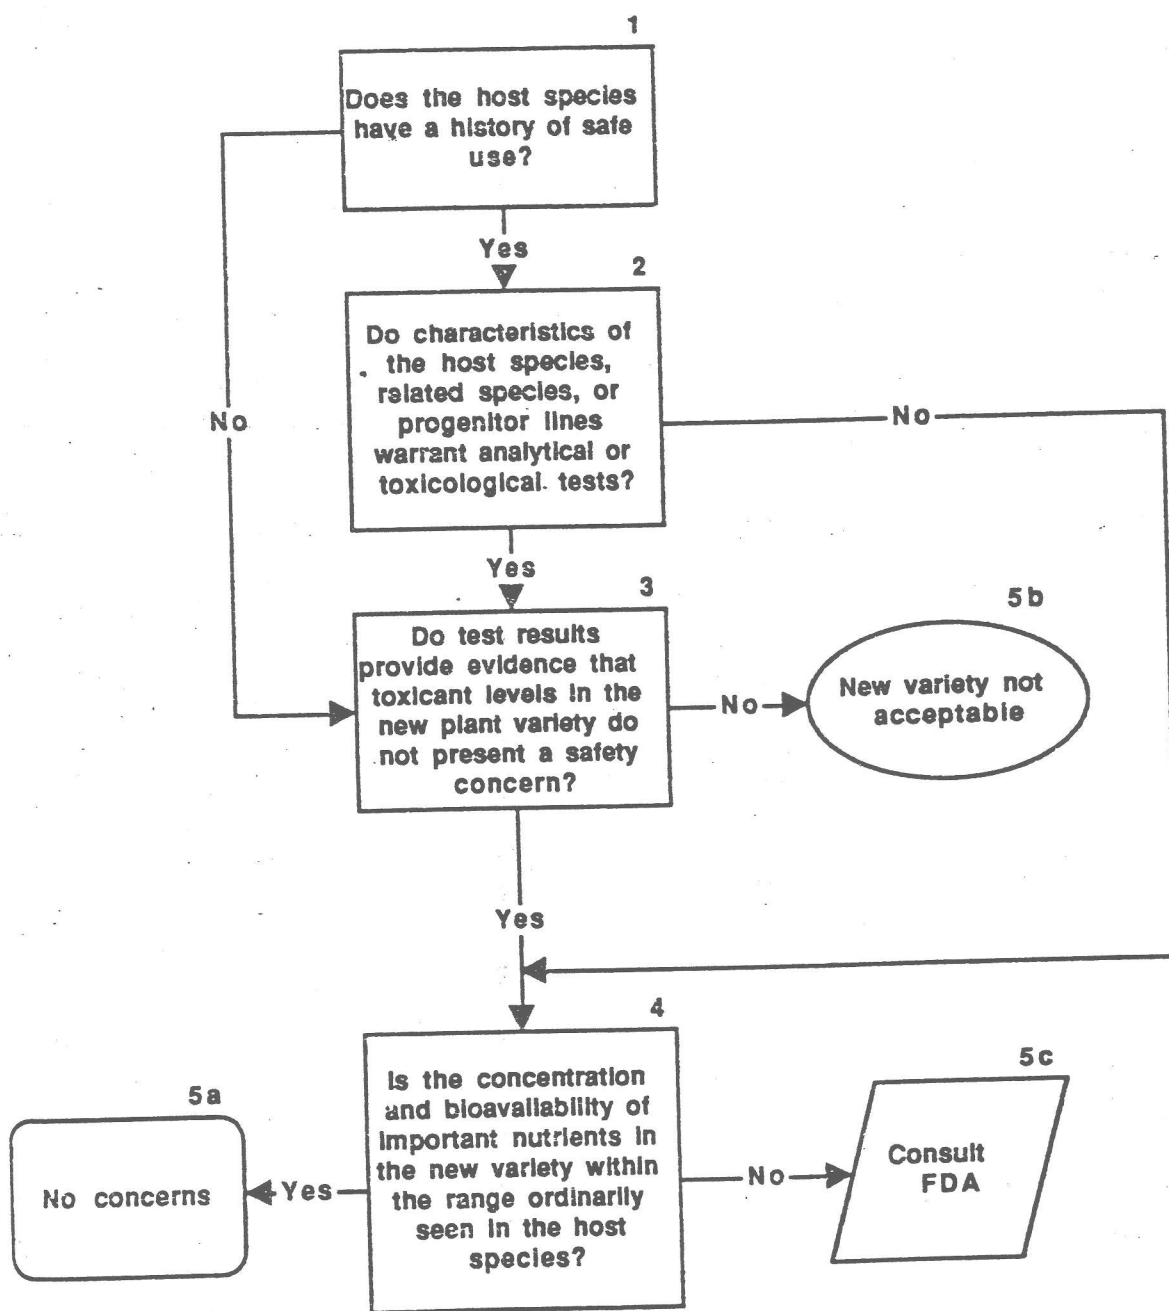 1
Does the host species
have a history of safe
use?
Yes
2
Do characteristics of
the host species,
related species, or
progenitor lines
warrant analytical or
toxicological tests?
No
No
Yes
3
Do test results
provide evidence that
toxicant levels in the
new plant variety do
not present a safety
concern?
No
5b
New variety not
acceptable
Yes
4
Is the concentration
and bioavailability of
important nutrients in
the new variety within
the range ordinarily
seen in the host
species?
5a
No concerns
Yes
No
5c
Consult
FDA